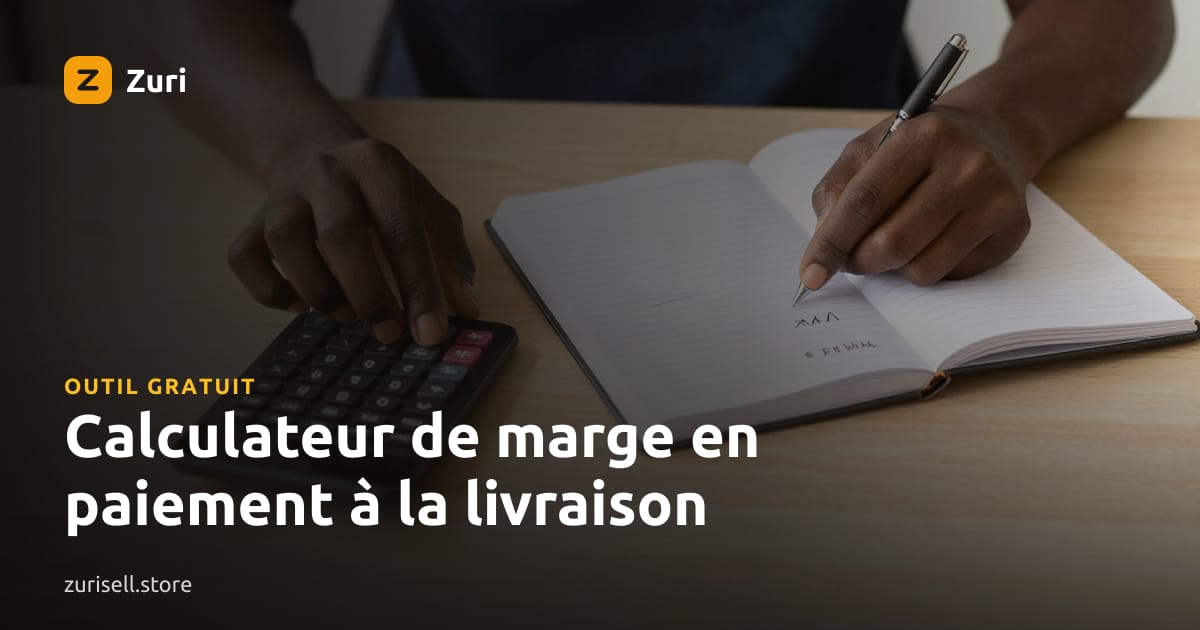 Z
Zuri
OUTIL GRATUIT
Calculateur de marge en
paiement à la livraison
zurisell.store